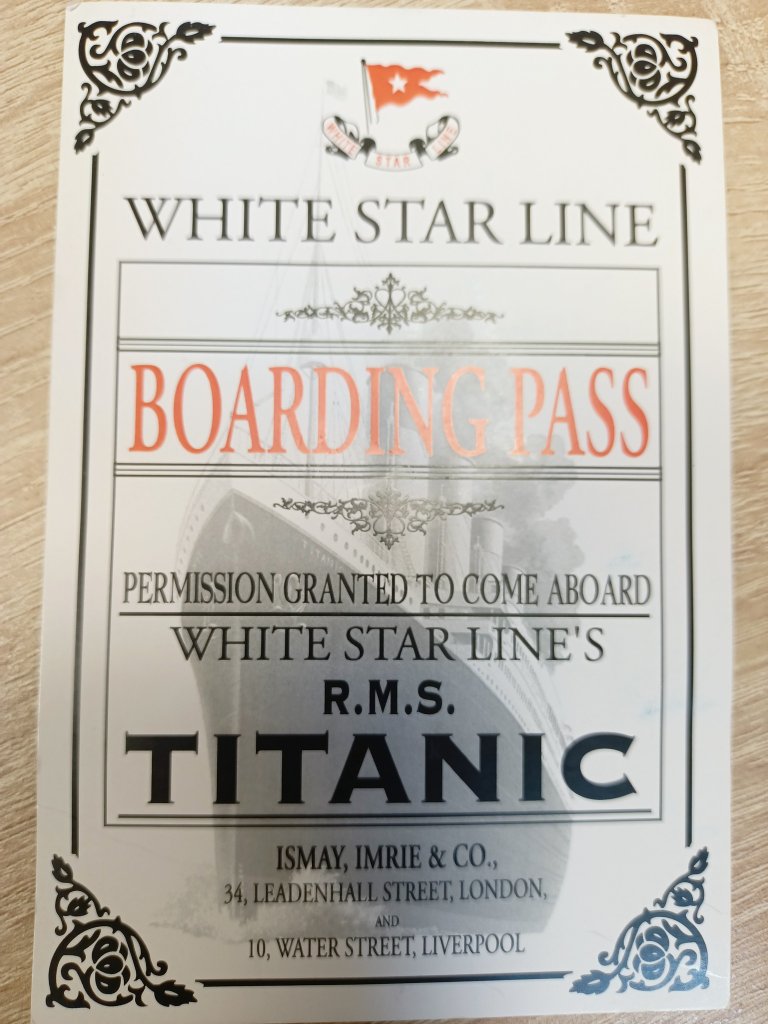 WHITE STAR LINE
WHITE STAR LINE
BOARDING PASS
PERMISSION GRANTED TO COME ABOARD
WHITE STAR LINE'S
R.M.S.
TITANIC
ISMAY, IMRIE & CO.,
34, LEADENHALL STREET, LONDON,
AND
10, WATER STREET, LIVERPOOL